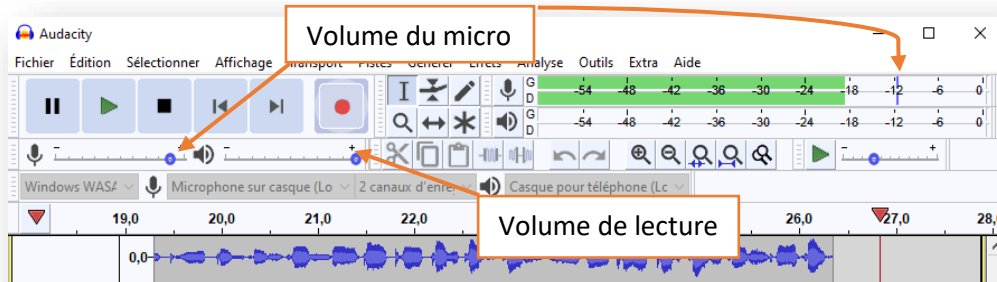 Audacity
Volume du micro
Fichier Édition Sélectionner Affichage Transport Pistes Générer Effets Analyse Outils Extra Aide
G
D
-54 -48 -42 -36 -30 -24 -18 -12 -6 0
G
D
-54 -48 -42 -36 -30 -24 -18 -12 -6 0
- + - +
- +
Windows WASA Microphone sur casque (Lo 2 canaux d'enre Casque pour téléphone (Lo
19,0 20,0 21,0 22,0 26,0 27,0 28,
Volume de lecture
0,0